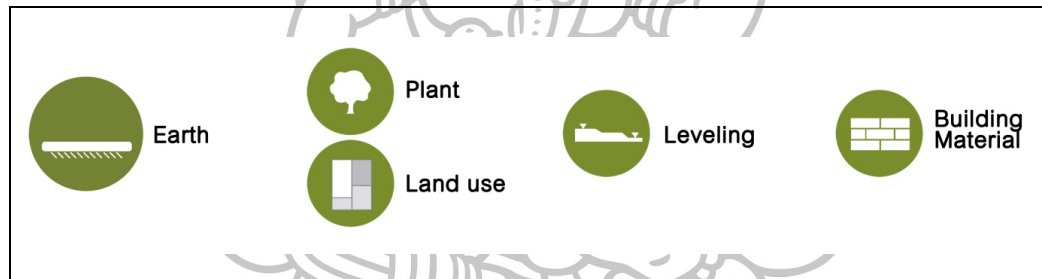 Earth
Plant
Land use
Leveling
Building
Material